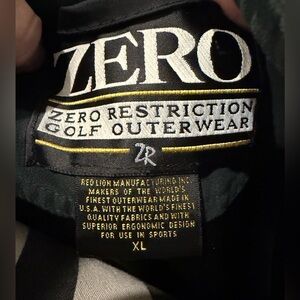 ZERO
ZERO RESTRICTION
GOLF OUTERWEAR
ZR
RED LION MANUFACTURING INC.
MAKERS OF THE WORLD'S
FINEST OUTERWEAR MADE IN
U.S.A. WITH THE WORLD'S FINEST
QUALITY FABRICS AND WITH
SUPERIOR ERGONOMIC DESIGN
FOR USE IN SPORTS
XL